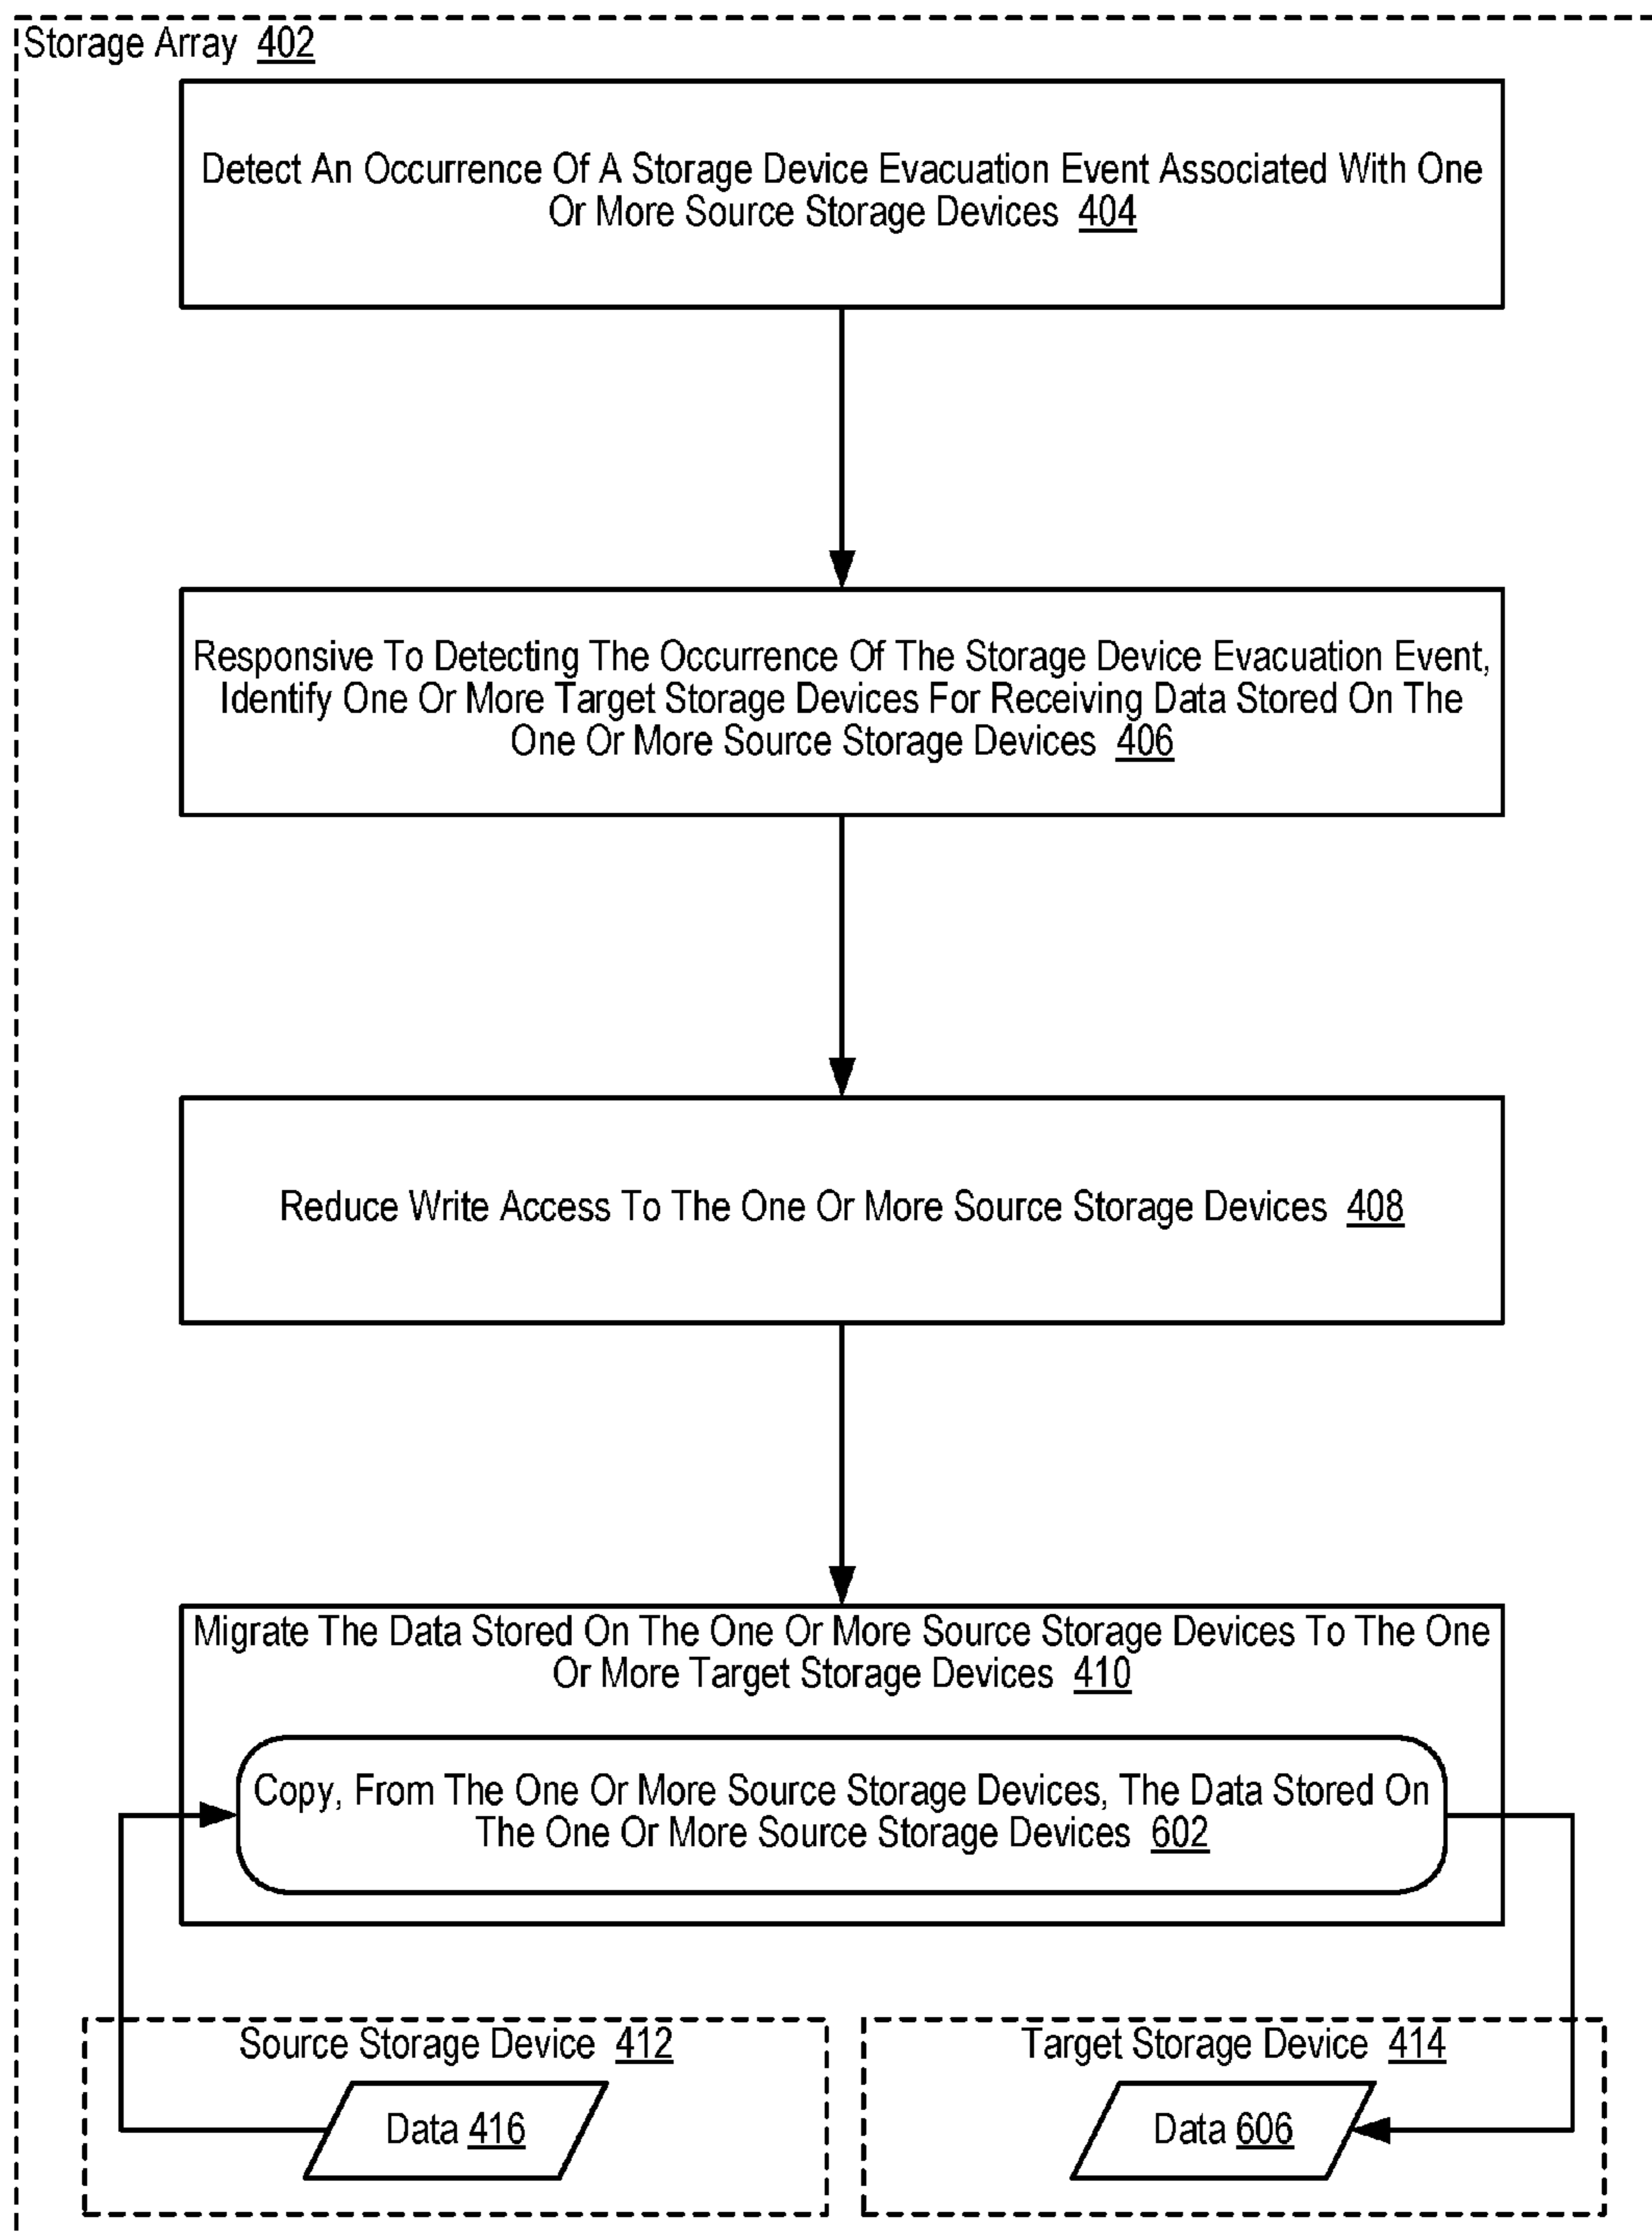 Storage Array 402
Detect An Occurrence Of A Storage Device Evacuation Event Associated With One
Or More Source Storage Devices 404
Responsive To Detecting The Occurrence Of The Storage Device Evacuation Event,
Identify One Or More Target Storage Devices For Receiving Data Stored On The
One Or More Source Storage Devices 406
Reduce Write Access To The One Or More Source Storage Devices 408
Migrate The Data Stored On The One Or More Source Storage Devices To The One
Or More Target Storage Devices 410
Copy, From The One Or More Source Storage Devices, The Data Stored On
The One Or More Source Storage Devices 602
Source Storage Device 412
Data 416
Target Storage Device 414
Data 606